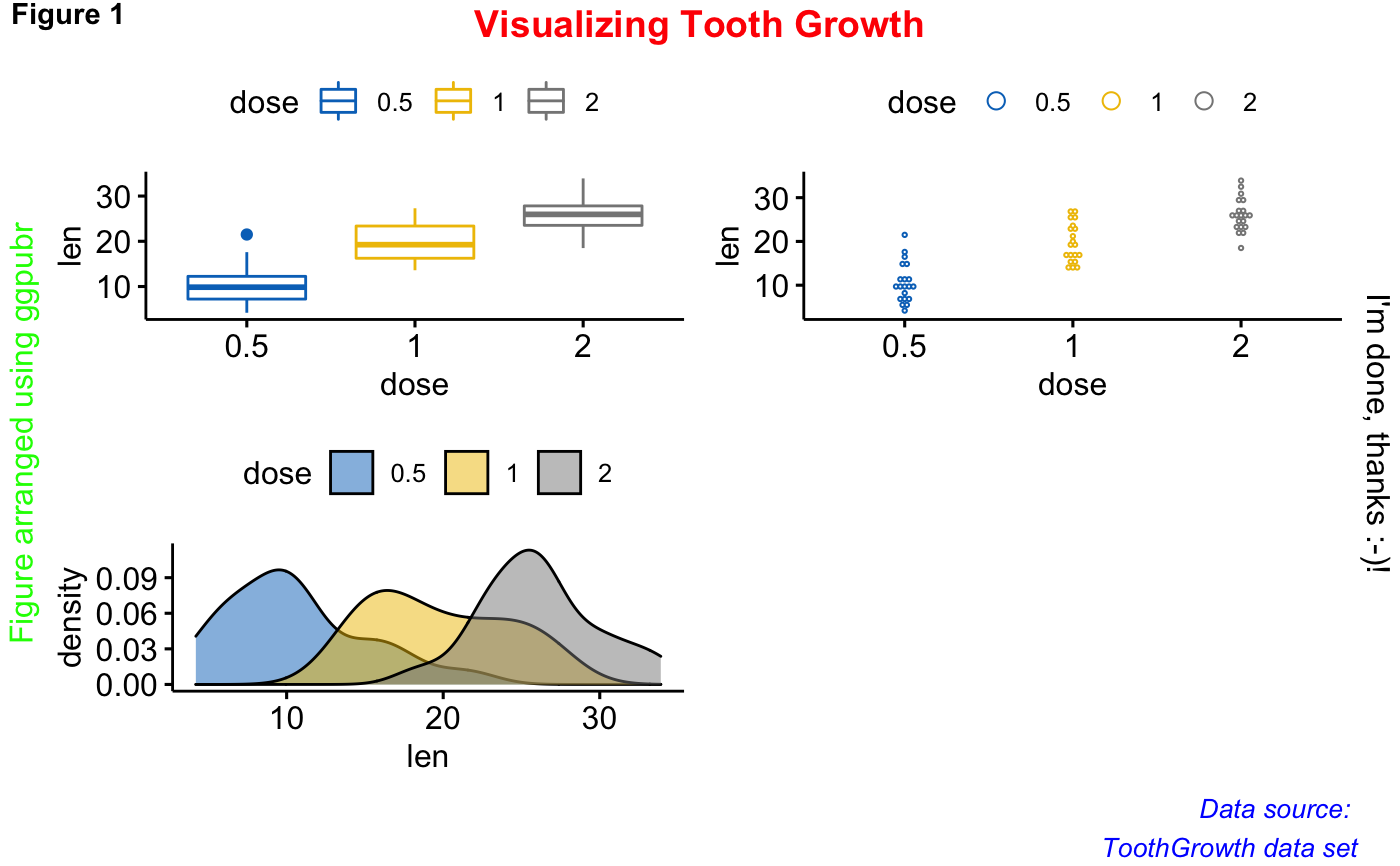 Figure 1
Visualizing Tooth Growth
Figure arranged using ggpubr
dose 0.5 1 2
len
30
20
10
0.5 1 2
dose
dose 0.5 1 2
len
30
20
10
0.5 1 2
dose
I'm done, thanks :-)!
dose 0.5 1 2
density
0.09
0.06
0.03
0.00
10 20 30
len
Data source:
ToothGrowth data set